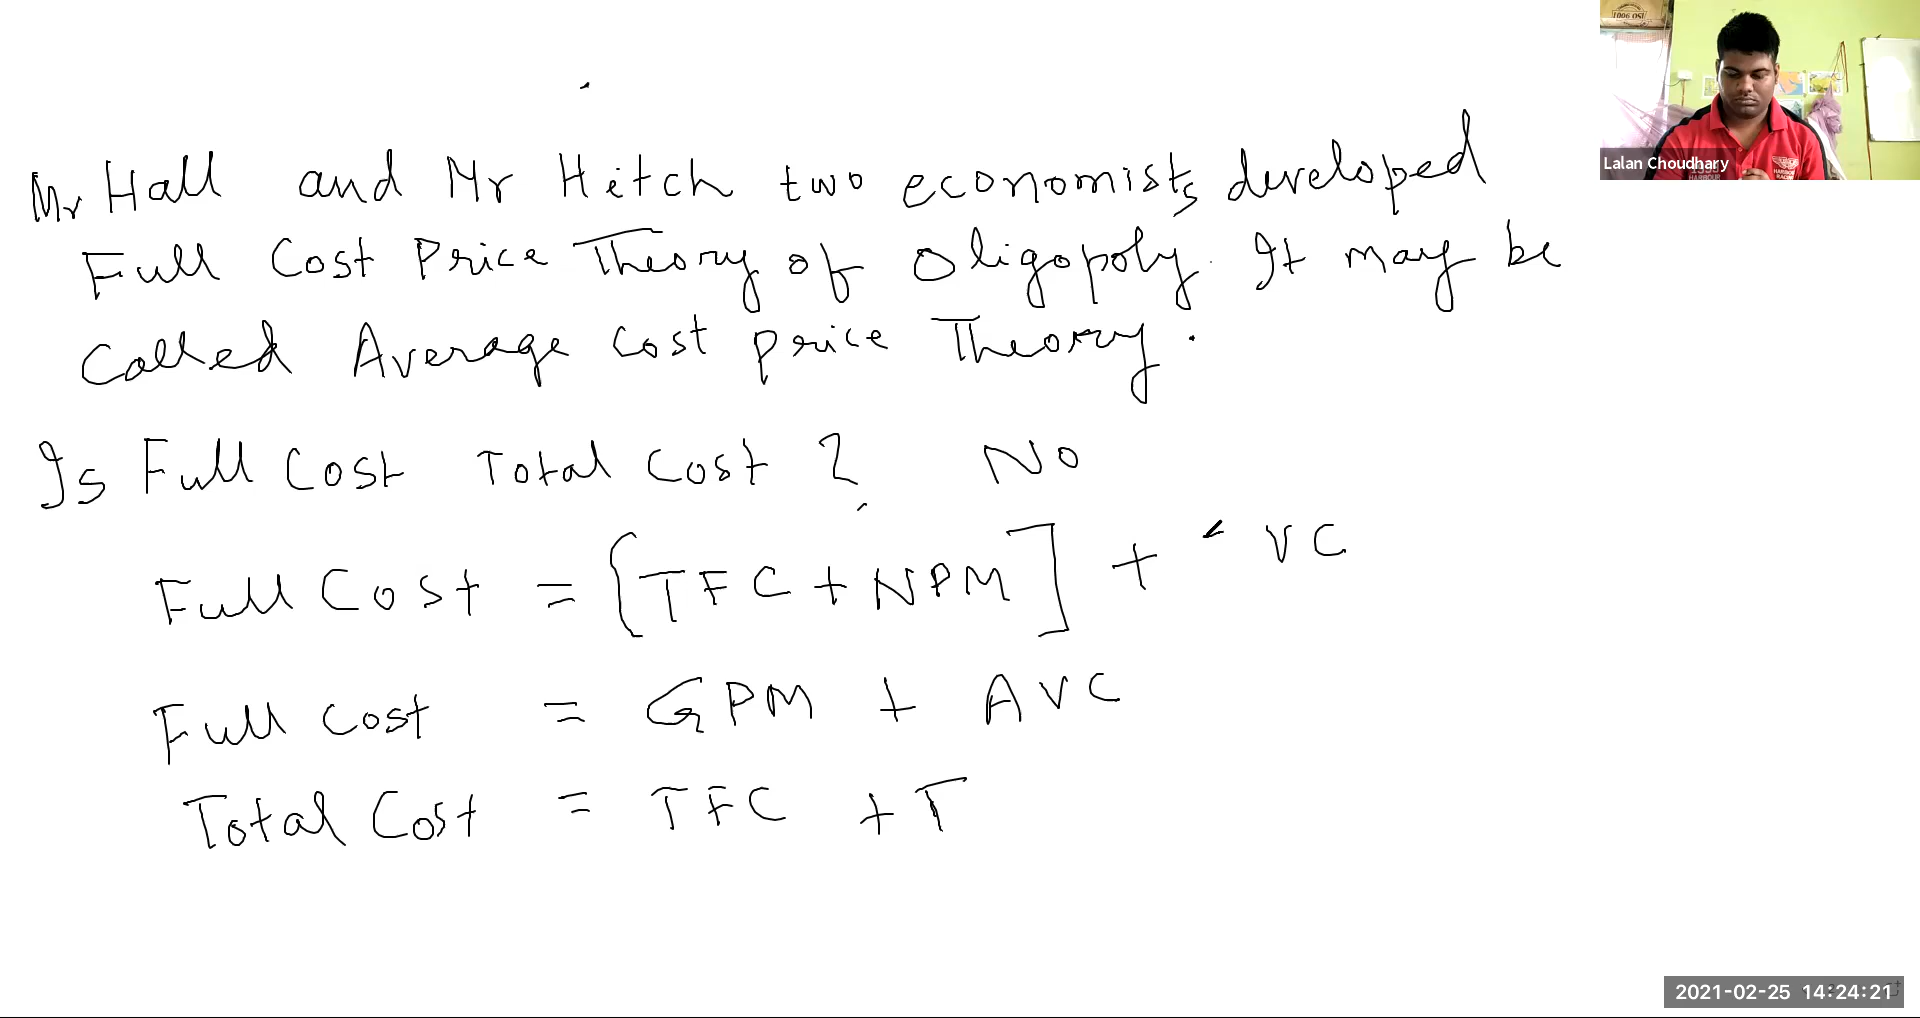 Mr Hall and Mr Hitch two economists developed
Full Cost Price Theory of Oligopoly. It may be
Called Average Cost price Theory.
Is Full Cost Total Cost ? No
Full Cost = [TFC + NPM] + VC
Full Cost = GPM + AVC
Total Cost = TFC + T
Lalan Choudhary
2021-02-25 14:24:21